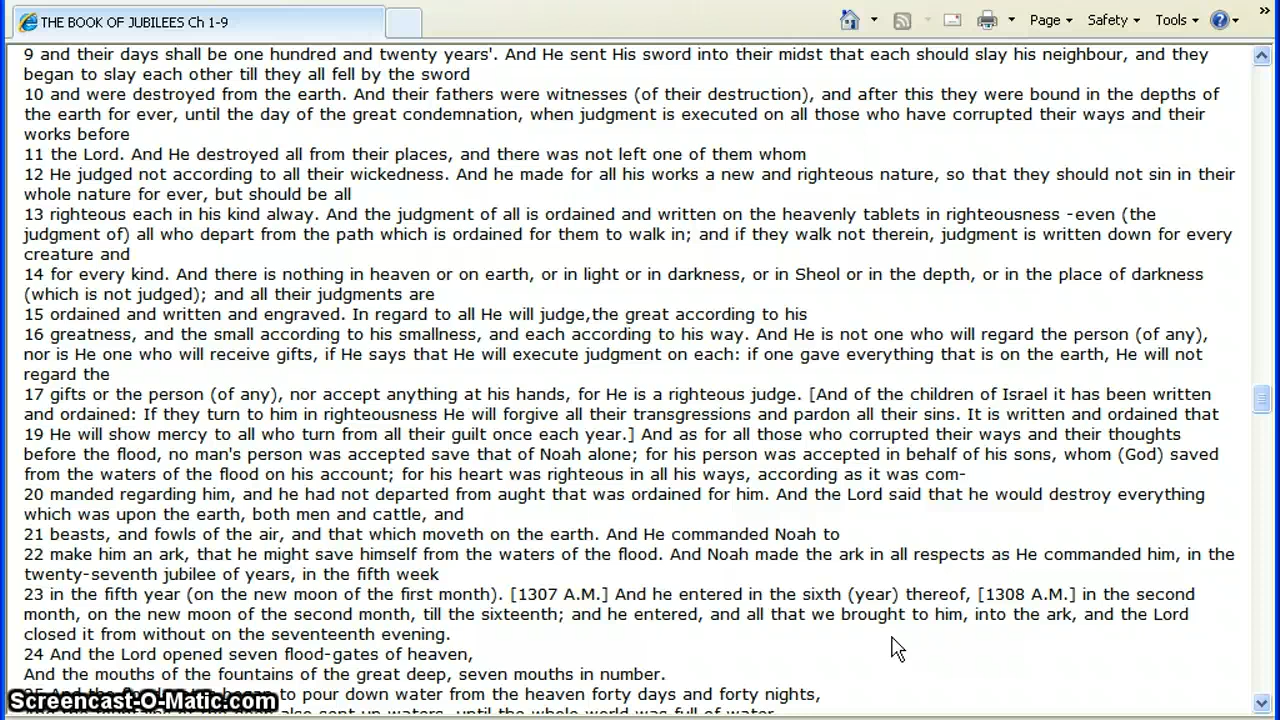 THE BOOK OF JUBILEES Ch 1-9
Page
Safety
Tools
9 and their days shall be one hundred and twenty years'. And He sent His sword into their midst that each should slay his neighbour, and they
began to slay each other till they all fell by the sword
10 and were destroyed from the earth. And their fathers were witnesses (of their destruction), and after this they were bound in the depths of
the earth for ever, until the day of the great condemnation, when judgment is executed on all those who have corrupted their ways and their
works before
11 the Lord. And He destroyed all from their places, and there was not left one of them whom
12 He judged not according to all their wickedness. And he made for all his works a new and righteous nature, so that they should not sin in their
whole nature for ever, but should be all
13 righteous each in his kind alway. And the judgment of all is ordained and written on the heavenly tablets in righteousness -even (the
judgment of) all who depart from the path which is ordained for them to walk in; and if they walk not therein, judgment is written down for every
creature and
14 for every kind. And there is nothing in heaven or on earth, or in light or in darkness, or in Sheol or in the depth, or in the place of darkness
(which is not judged); and all their judgments are
15 ordained and written and engraved. In regard to all He will judge,the great according to his
16 greatness, and the small according to his smallness, and each according to his way. And He is not one who will regard the person (of any),
nor is He one who will receive gifts, if He says that He will execute judgment on each: if one gave everything that is on the earth, He will not
regard the
17 gifts or the person (of any), nor accept anything at his hands, for He is a righteous judge. [And of the children of Israel it has been written
and ordained: If they turn to him in righteousness He will forgive all their transgressions and pardon all their sins. It is written and ordained that
19 He will show mercy to all who turn from all their guilt once each year.] And as for all those who corrupted their ways and their thoughts
before the flood, no man's person was accepted save that of Noah alone; for his person was accepted in behalf of his sons, whom (God) saved
from the waters of the flood on his account; for his heart was righteous in all his ways, according as it was com-
20 manded regarding him, and he had not departed from aught that was ordained for him. And the Lord said that he would destroy everything
which was upon the earth, both men and cattle, and
21 beasts, and fowls of the air, and that which moveth on the earth. And He commanded Noah to
22 make him an ark, that he might save himself from the waters of the flood. And Noah made the ark in all respects as He commanded him, in the
twenty-seventh jubilee of years, in the fifth week
23 in the fifth year (on the new moon of the first month). [1307 A.M.] And he entered in the sixth (year) thereof, [1308 A.M.] in the second
month, on the new moon of the second month, till the sixteenth; and he entered, and all that we brought to him, into the ark, and the Lord
closed it from without on the seventeenth evening.
24 And the Lord opened seven flood-gates of heaven,
And the mouths of the fountains of the great deep, seven mouths in number.
to pour down water from the heaven forty days and forty nights,
also sent up waters, until the whole world was full of water.
Screencast-O-Matic.com